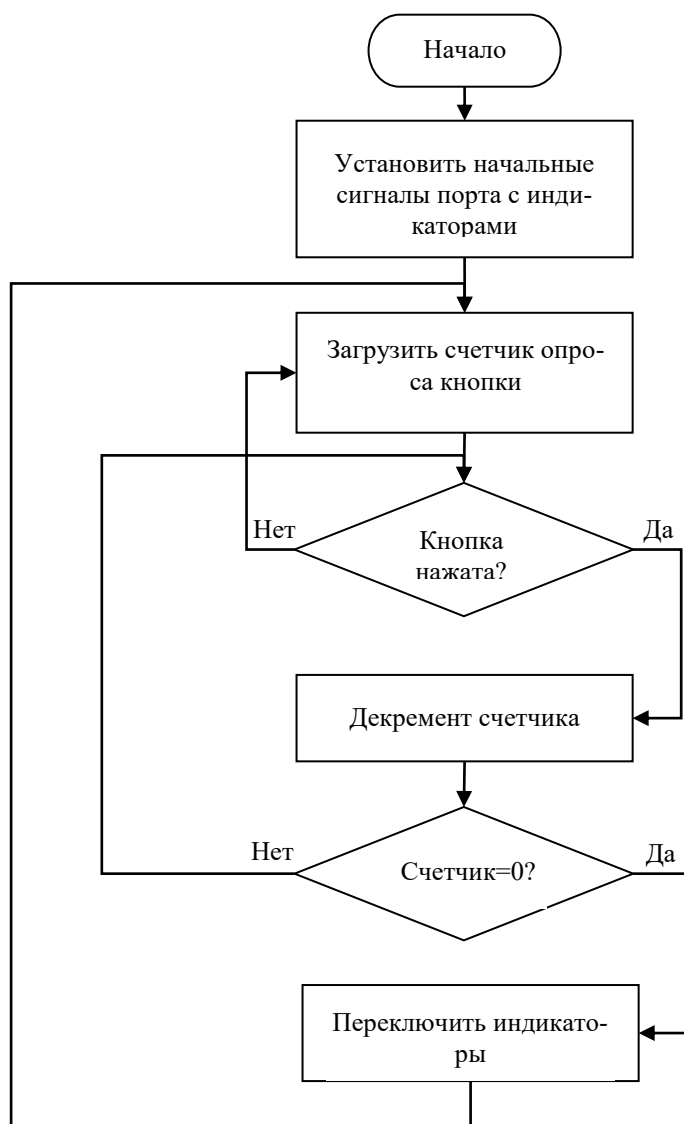 Начало
Установить начальные
сигналы порта с инди-
каторами
Загрузить счетчик опро-
са кнопки
Нет
Да
Кнопка
нажата?
Декремент счетчика
Нет
Да
Счетчик=0?
Переключить индикато-
ры